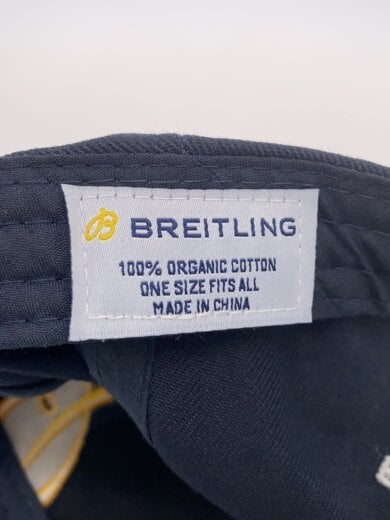 B BREITLING
100% ORGANIC COTTON
ONE SIZE FITS ALL
MADE IN CHINA